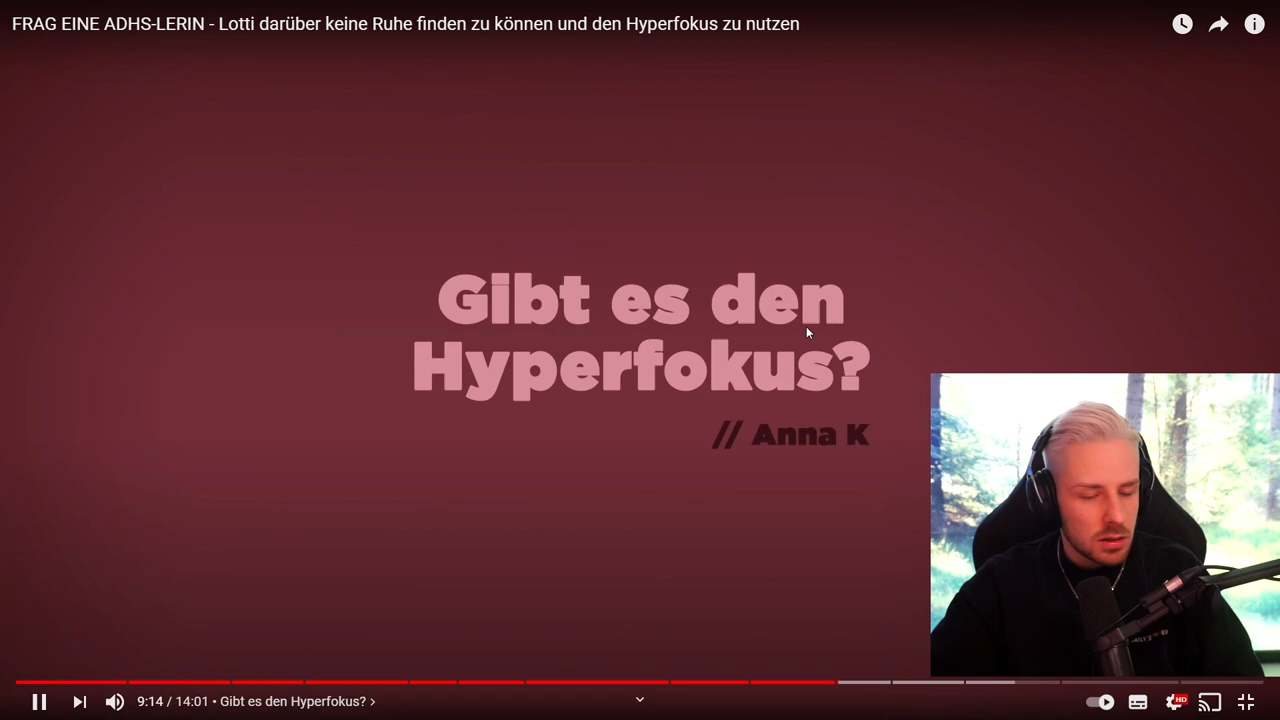 FRAG EINE ADHS-LERIN - Lotti darüber keine Ruhe finden zu können und den Hyperfokus zu nutzen
Gibt es den
Hyperfokus?
// Anna K
9:14 / 14:01 • Gibt es den Hyperfokus?
HD